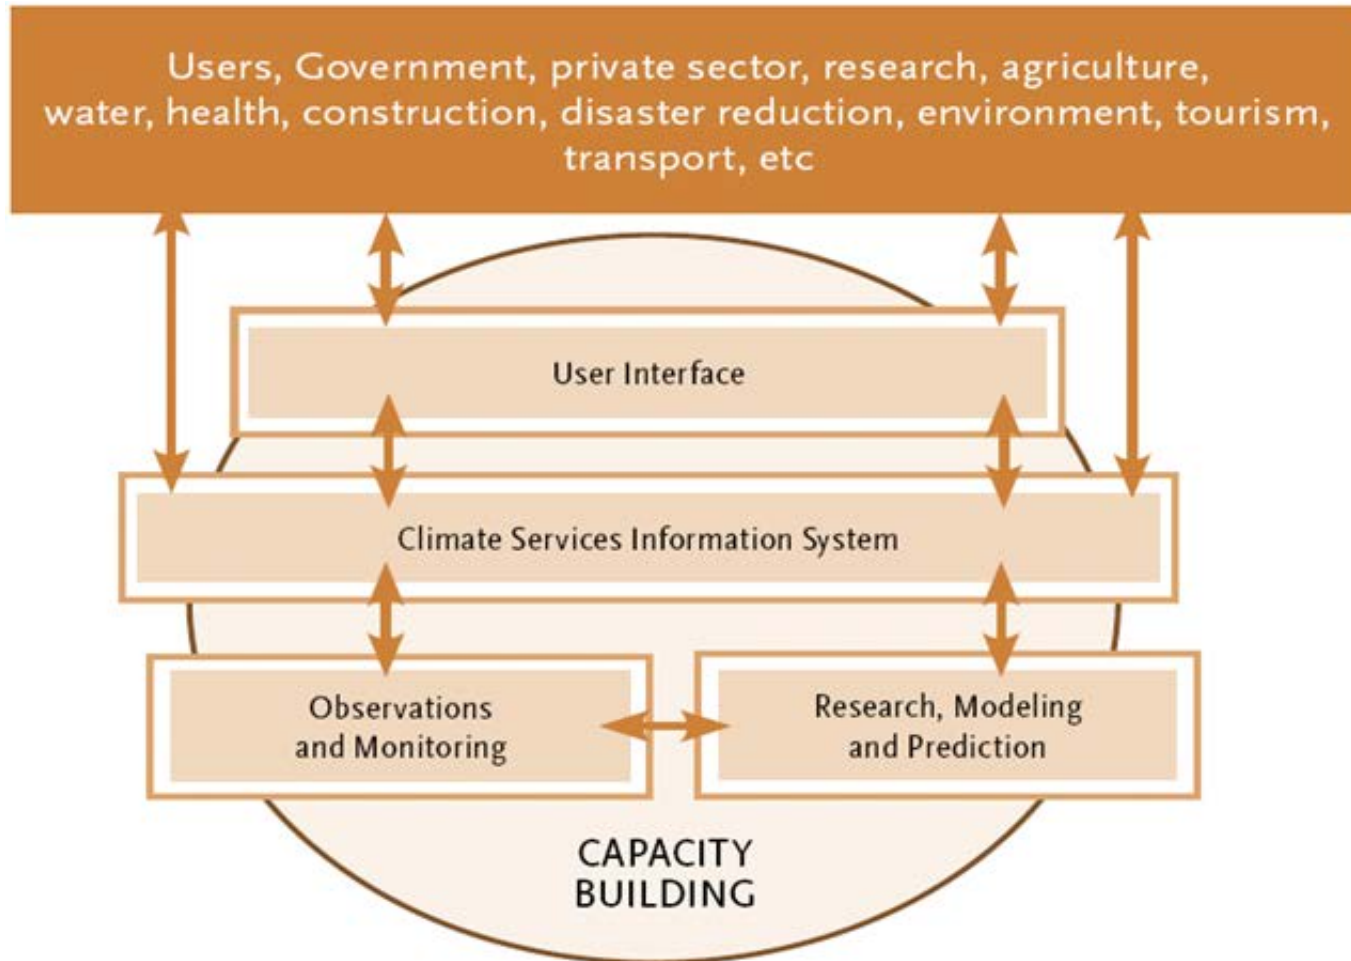 Users, Government, private sector, research, agriculture,
water, health, construction, disaster reduction, environment, tourism,
transport, etc
User Interface
Climate Services Information System
Observations
and Monitoring
Research, Modeling
and Prediction
CAPACITY
BUILDING